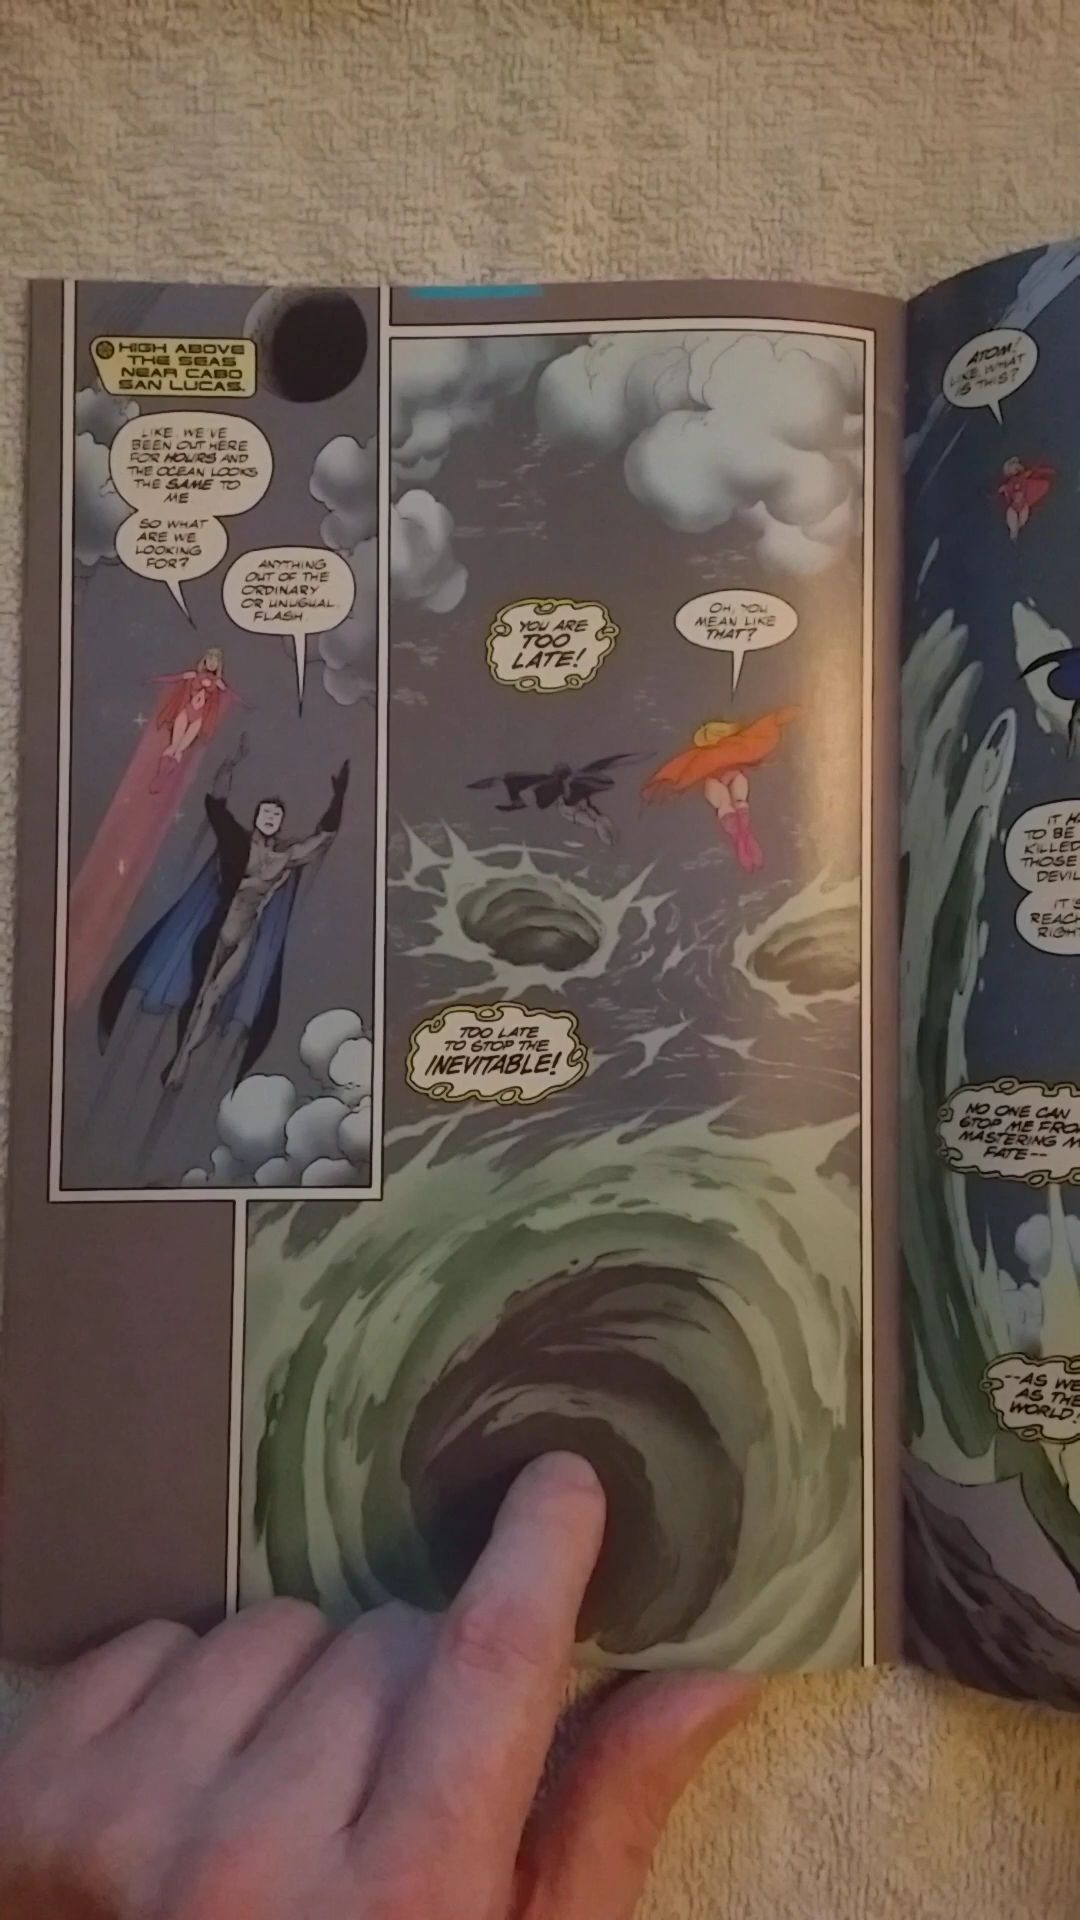 HIGH ABOVE
THE SEAS
NEAR CABO
SAN LUCAS.
LIKE, WE'VE
BEEN OUT HERE
FOR HOURS AND
THE OCEAN LOOKS
THE SAME TO
ME
SO WHAT
ARE WE
LOOKING
FOR?
ANYTHING
OUT OF THE
ORDINARY
OR UNUSUAL,
FLASH.
YOU ARE
TOO
LATE!
OH, YOU
MEAN LIKE
THAT?
TOO LATE
TO STOP THE
INEVITABLE!
ATOM!
LIKE, WHAT
IS THIS?
IT
TO BE
KILLED
THOSE
DEVIL
IT'S
REACH
RIGHT
NO ONE CAN
STOP ME FROM
MASTERING
FATE--
--AS WE
AS THE
WORLD!